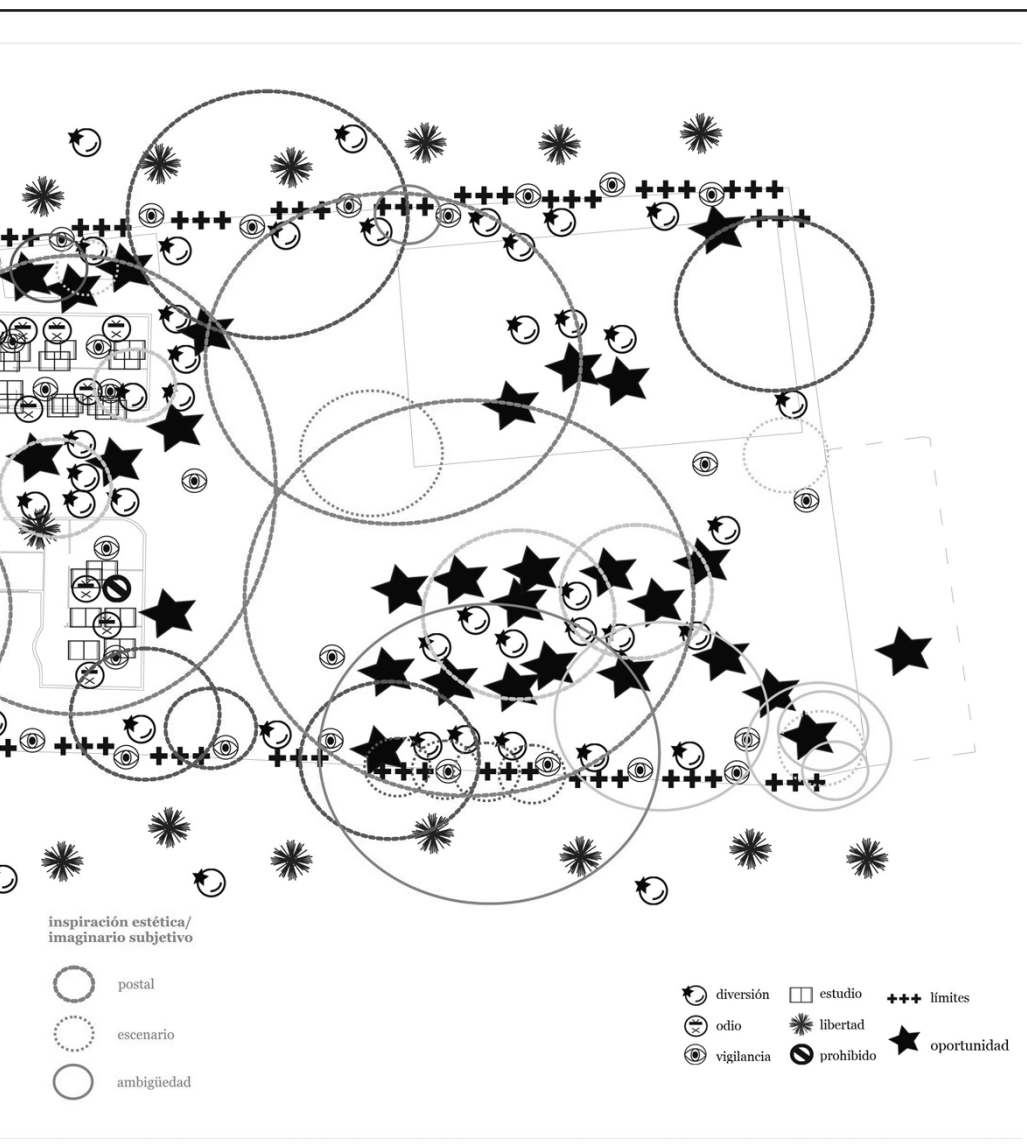 inspiración estética/
imaginario subjetivo
postal
escenario
ambigüedad
diversión
odio
vigilancia
estudio
libertad
prohibido
límites
oportunidad